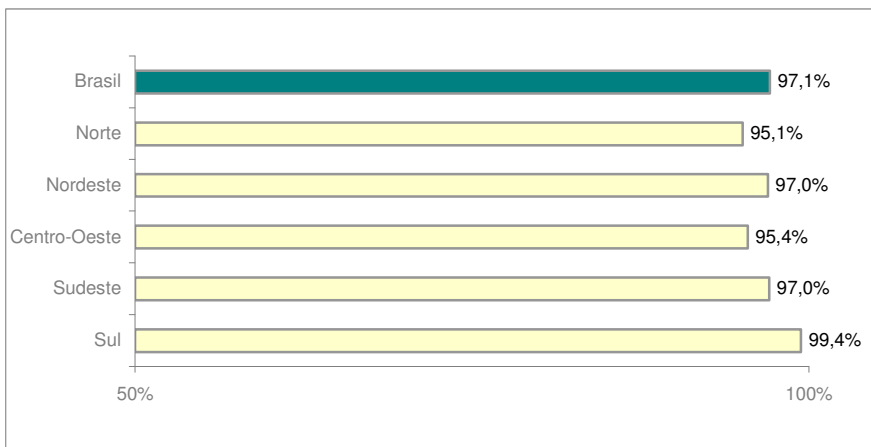 Brasil 97,1%
Norte 95,1%
Nordeste 97,0%
Centro-Oeste 95,4%
Sudeste 97,0%
Sul 99,4%
50% 100%